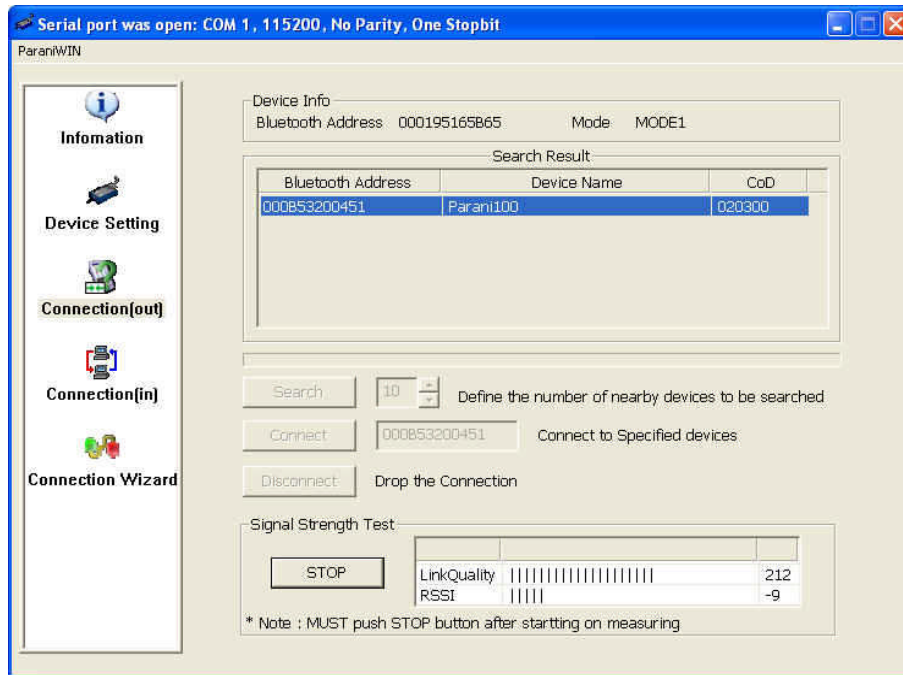 Serial port was open: COM 1, 115200, No Parity, One Stopbit
ParaniWIN
Infomation
Device Setting
Connection(out)
Connection(in)
Connection Wizard
Device Info
Bluetooth Address 000195165B65 Mode MODE1
Search Result
Bluetooth Address Device Name CoD
000B53200451 Parani100 020300
Search 10 Define the number of nearby devices to be searched
Connect 000B53200451 Connect to Specified devices
Disconnect Drop the Connection
Signal Strength Test
STOP
LinkQuality |||||||||||||||||||| 212
RSSI ||||| -9
* Note : MUST push STOP button after startting on measuring